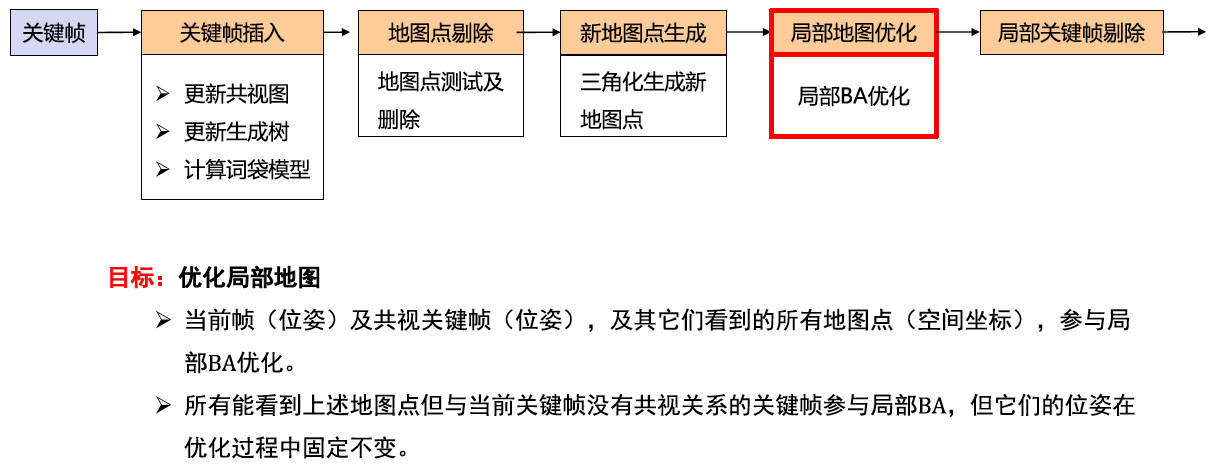 关键帧
关键帧插入
➢ 更新共视图
➢ 更新生成树
➢ 计算词袋模型
地图点剔除
地图点测试及
删除
新地图点生成
三角化生成新
地图点
局部地图优化
局部BA优化
局部关键帧剔除
目标：优化局部地图
➢ 当前帧（位姿）及共视关键帧（位姿），及其它们看到的所有地图点（空间坐标），参与局
部BA优化。
➢ 所有能看到上述地图点但与当前关键帧没有共视关系的关键帧参与局部BA，但它们的位姿在
优化过程中固定不变。